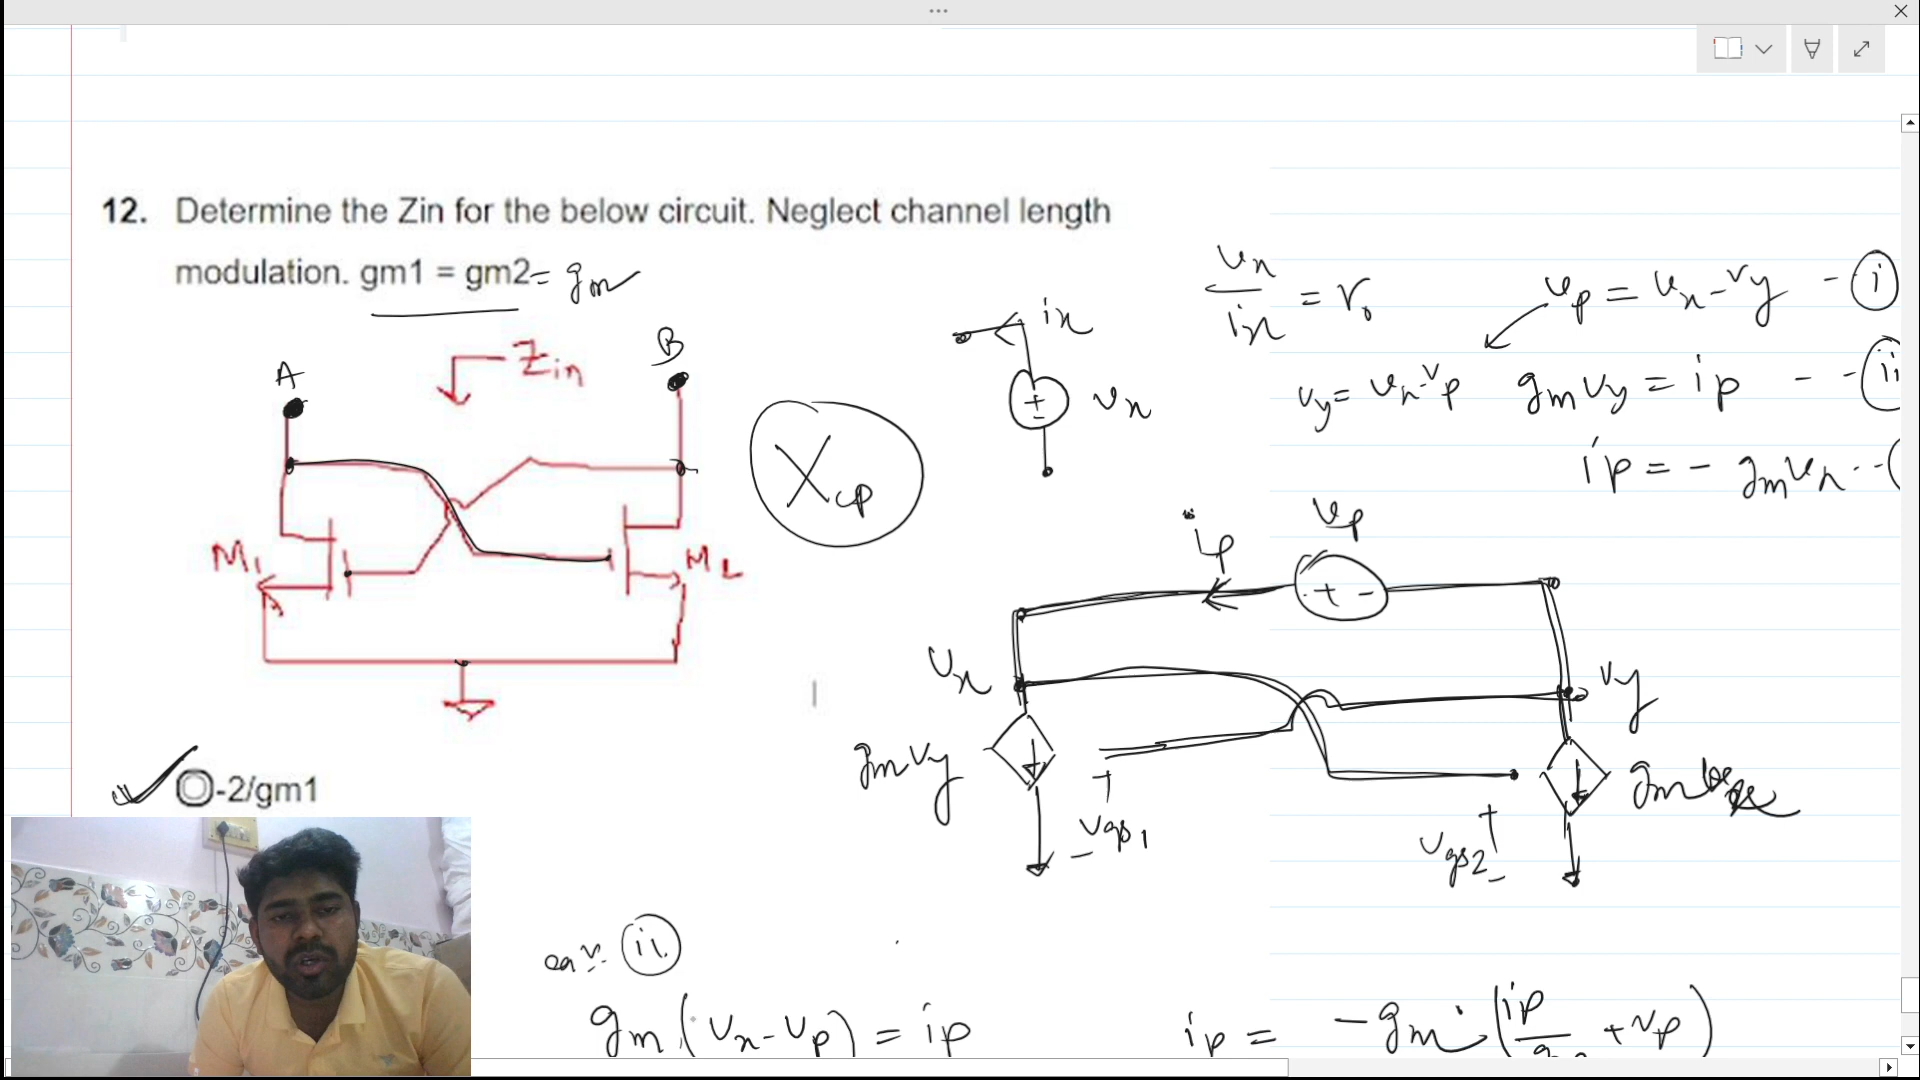 12. Determine the Zin for the below circuit. Neglect channel length
modulation. gm1 = gm2 = gm
Zin
A
B
M1
M2
Xcp
ix
vx
vx/ix = r0
vp = vx - vy - (i)
vy = vx - vp
gm vy = ip - - (ii
ip = - gm vx - - (
ip
vp
+ -
vx
vy
gm vy
+
- vgs1
vgs2
+
-
-2/gm1
(ii)
gm (vx - vp) = ip
ip = - gm (ip/ + vp)